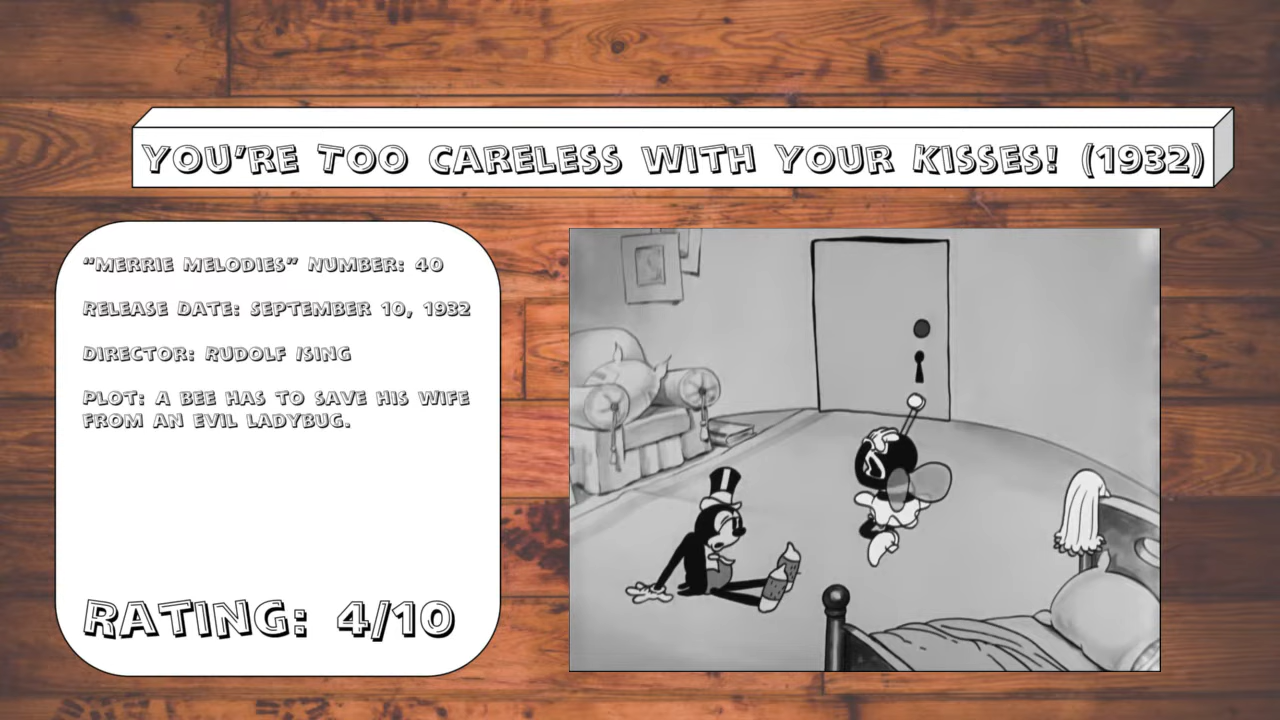 YOU'RE TOO CARELESS WITH YOUR KISSES! (1932)
"MERRIE MELODIES" NUMBER: 40
RELEASE DATE: SEPTEMBER 10, 1932
DIRECTOR: RUDOLF ISING
PLOT: A BEE HAS TO SAVE HIS WIFE
FROM AN EVIL LADYBUG.
RATING: 4/10